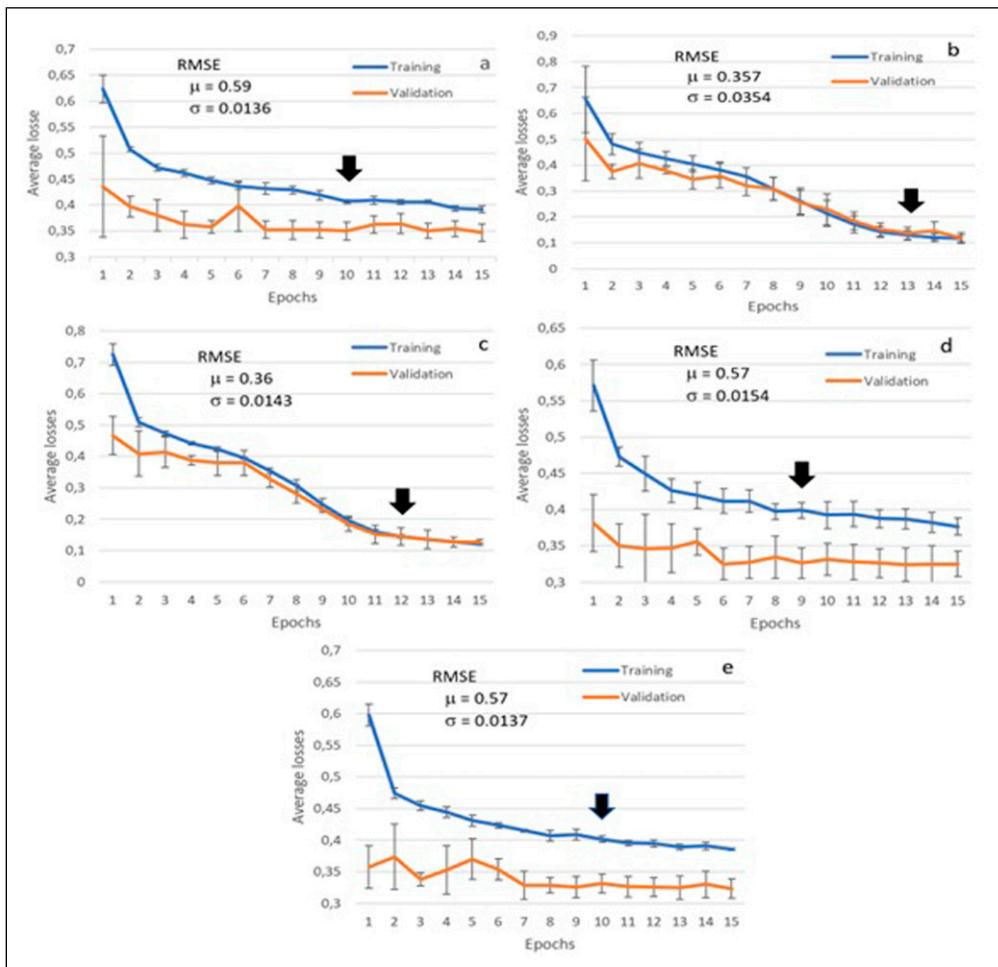 a
RMSE
μ = 0.59
σ = 0.0136
Training
Validation
Average losse
0,7
0,65
0,6
0,55
0,5
0,45
0,4
0,35
0,3
1 2 3 4 5 6 7 8 9 10 11 12 13 14 15
Epochs
b
RMSE
μ = 0.357
σ = 0.0354
Training
Validation
Average losses
0,9
0,8
0,7
0,6
0,5
0,4
0,3
0,2
0,1
0
1 2 3 4 5 6 7 8 9 10 11 12 13 14 15
Epochs
c
RMSE
μ = 0.36
σ = 0.0143
Training
Validation
Average losses
0,8
0,7
0,6
0,5
0,4
0,3
0,2
0,1
0
1 2 3 4 5 6 7 8 9 10 11 12 13 14 15
Epochs
d
RMSE
μ = 0.57
σ = 0.0154
Training
Validation
Average losses
0,65
0,6
0,55
0,5
0,45
0,4
0,35
0,3
1 2 3 4 5 6 7 8 9 10 11 12 13 14 15
Epochs
e
RMSE
μ = 0.57
σ = 0.0137
Training
Validation
Average losses
0,7
0,65
0,6
0,55
0,5
0,45
0,4
0,35
0,3
1 2 3 4 5 6 7 8 9 10 11 12 13 14 15
Epochs